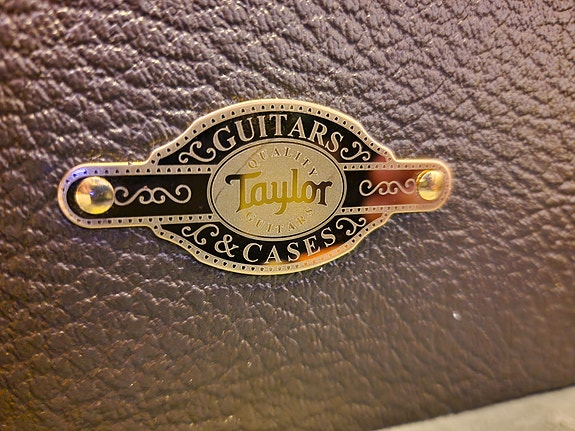 GUITARS
QUALITY
Taylor
GUITARS
& CASES